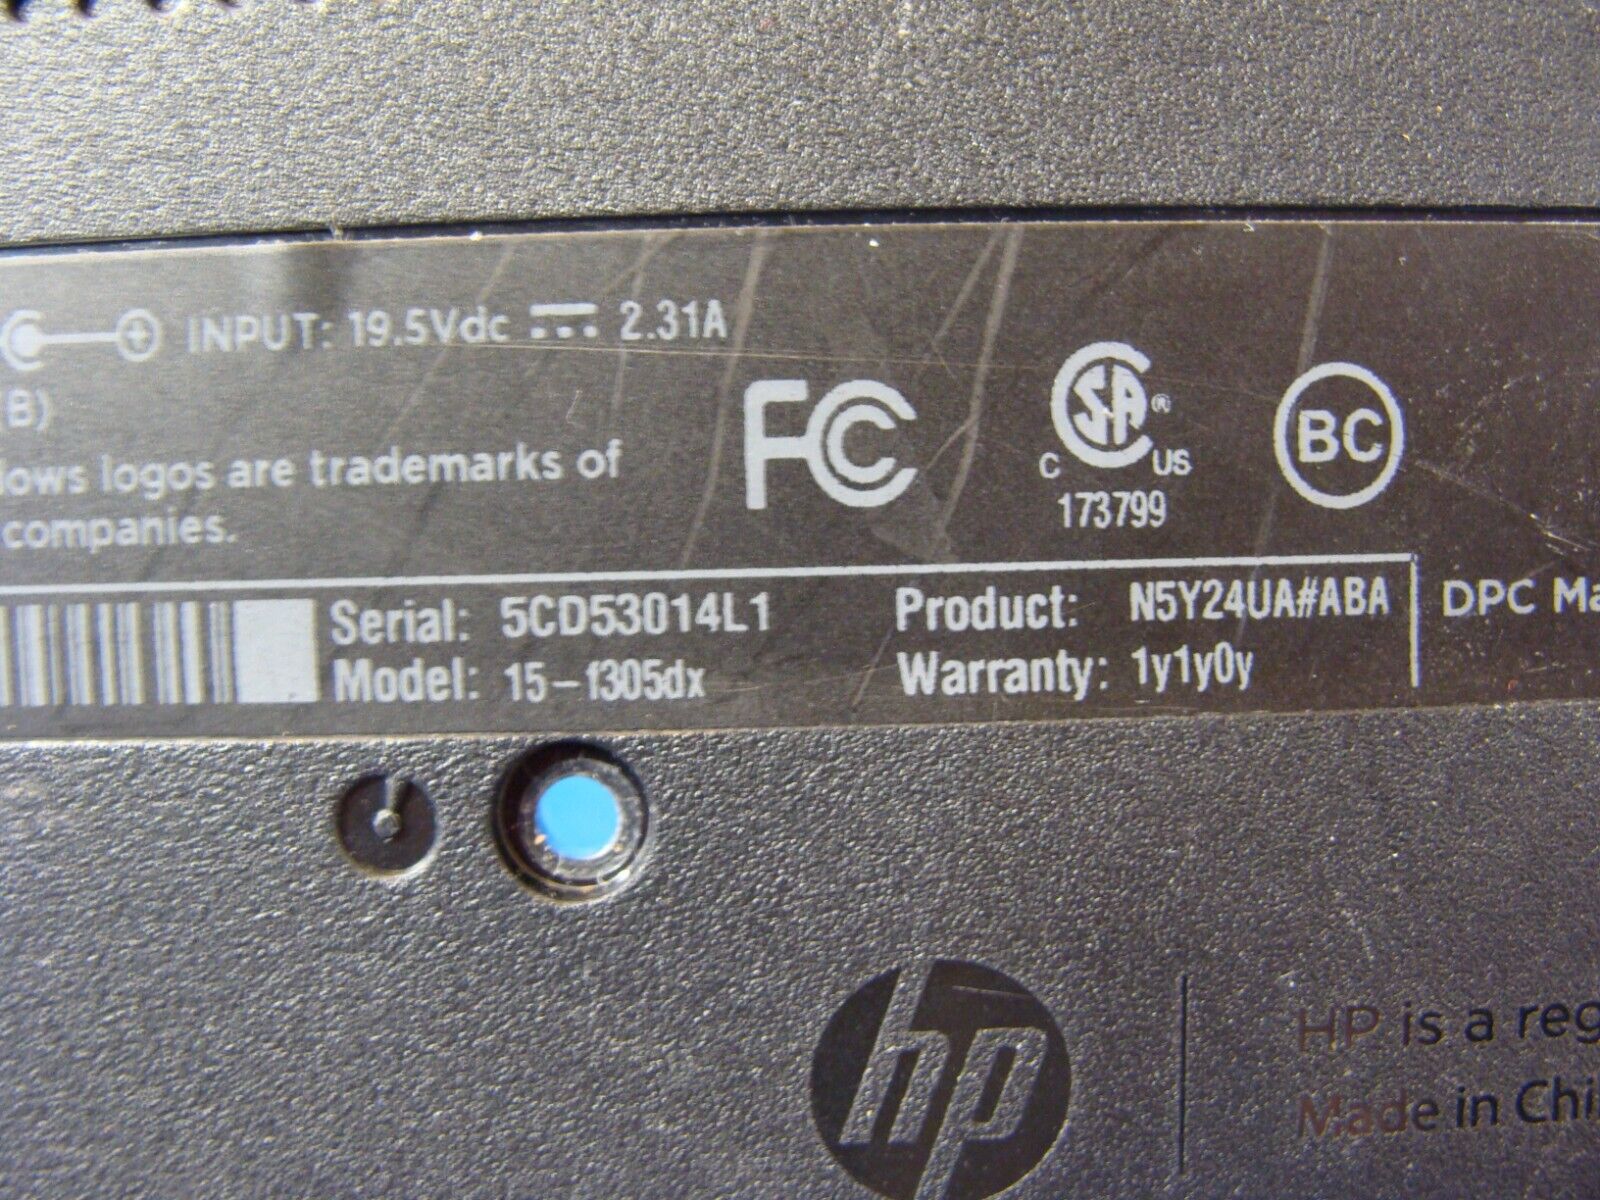 INPUT: 19.5Vdc ⎓ 2.31A
B)
lows logos are trademarks of
companies.
FC
CSA® C US
173799
BC
Serial: 5CD53014L1
Model: 15-f305dx
Product: N5Y24UA#ABA
Warranty: 1y1y0y
DPC Ma
hp
HP is a reg
Made in Chi